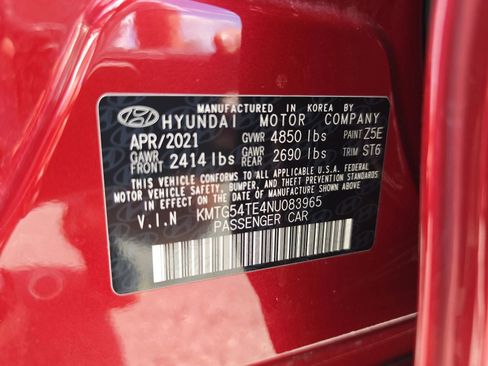 MANUFACTURED IN KOREA BY
HYUNDAI MOTOR COMPANY
APR/2021 GVWR 4850 lbs PAINT Z5E
GAWR FRONT 2414 lbs GAWR REAR 2690 lbs TRIM ST6
THIS VEHICLE CONFORMS TO ALL APPLICABLE U.S. FEDERAL
MOTOR VEHICLE SAFETY, BUMPER, AND THEFT PREVENTION
STANDARDS IN EFFECT ON THE DATE OF MANUFACTURE SHOWN ABOVE.
V.I.N KMTG54TE4NU083965
PASSENGER CAR